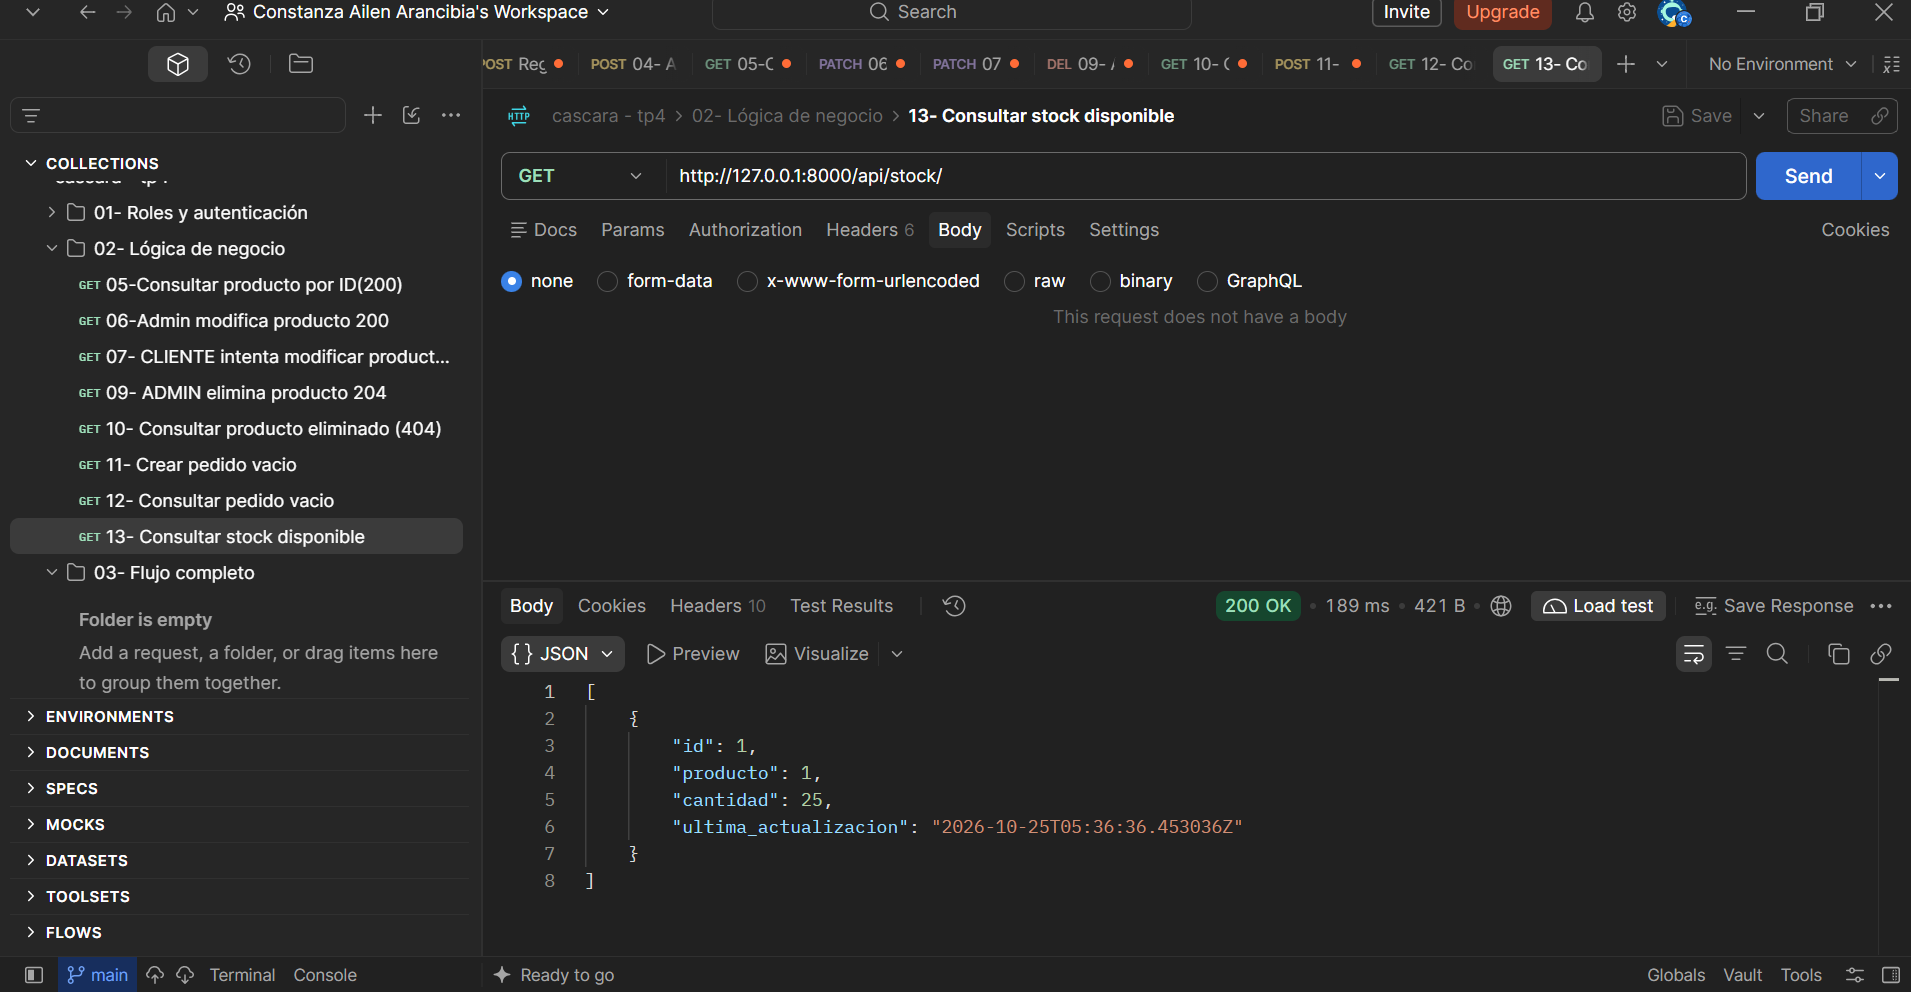 Constanza Ailen Arancibia's Workspace
Search
Invite
Upgrade
POST Reg
POST 04- A
GET 05-C
PATCH 06
PATCH 07
DEL 09- A
GET 10- C
POST 11-
GET 12- Co
GET 13- Co
No Environment
cascara - tp4 > 02- Lógica de negocio > 13- Consultar stock disponible
Save
Share
COLLECTIONS
cascara - tp4
01- Roles y autenticación
02- Lógica de negocio
GET 05-Consultar producto por ID(200)
GET 06-Admin modifica producto 200
GET 07- CLIENTE intenta modificar product...
GET 09- ADMIN elimina producto 204
GET 10- Consultar producto eliminado (404)
GET 11- Crear pedido vacio
GET 12- Consultar pedido vacio
GET 13- Consultar stock disponible
03- Flujo completo
Folder is empty
Add a request, a folder, or drag items here
to group them together.
ENVIRONMENTS
DOCUMENTS
SPECS
MOCKS
DATASETS
TOOLSETS
FLOWS
HTTP
GET
http://127.0.0.1:8000/api/stock/
Send
Docs Params Authorization Headers 6 Body Scripts Settings Cookies
none form-data x-www-form-urlencoded raw binary GraphQL
This request does not have a body
Body Cookies Headers 10 Test Results
200 OK • 189 ms • 421 B
Load test
e.g. Save Response
{} JSON Preview Visualize
1 [
2 {
3 "id": 1,
4 "producto": 1,
5 "cantidad": 25,
6 "ultima_actualizacion": "2026-10-25T05:36:36.453036Z"
7 }
8 ]
main
Terminal Console
Ready to go
Globals Vault Tools